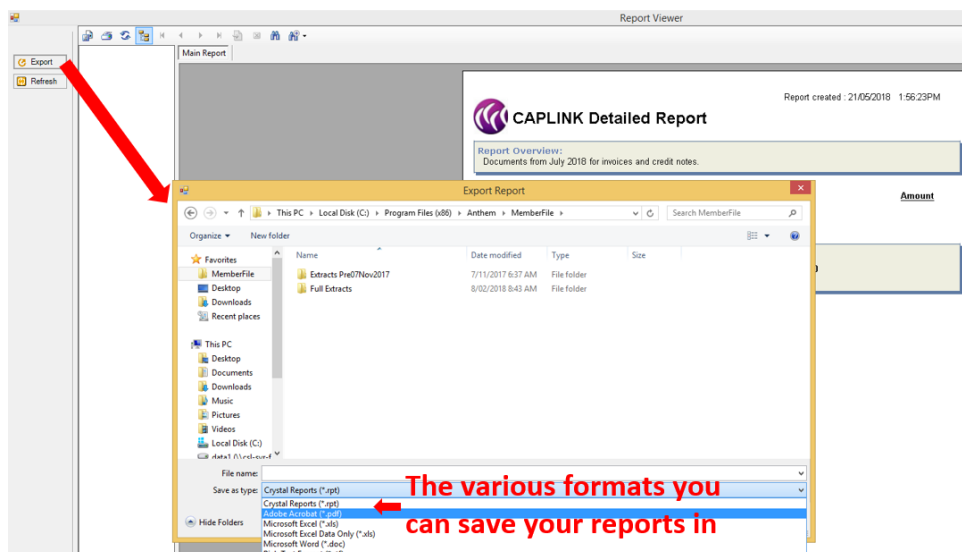 Report Viewer
Export
Refresh
Main Report
Report created : 21/05/2018 1:56:23PM
CAPLINK Detailed Report
Report Overview:
Documents from July 2018 for invoices and credit notes.
Amount
Export Report
This PC Local Disk (C:) Program Files (x86) Anthem MemberFile
Search MemberFile
Organize New folder
Name Date modified Type Size
Extracts Pre07Nov2017 7/11/2017 6:37 AM File folder
Full Extracts 8/02/2018 8:43 AM File folder
Favorites
MemberFile
Desktop
Downloads
Recent places
This PC
Desktop
Documents
Downloads
Music
Pictures
Videos
Local Disk (C:)
File name:
Save as type: Crystal Reports (*.rpt)
Crystal Reports (*.rpt)
Adobe Acrobat (*.pdf)
Microsoft Excel (*.xls)
Microsoft Excel Data Only (*.xls)
Microsoft Word (*.doc)
Hide Folders
The various formats you
can save your reports in